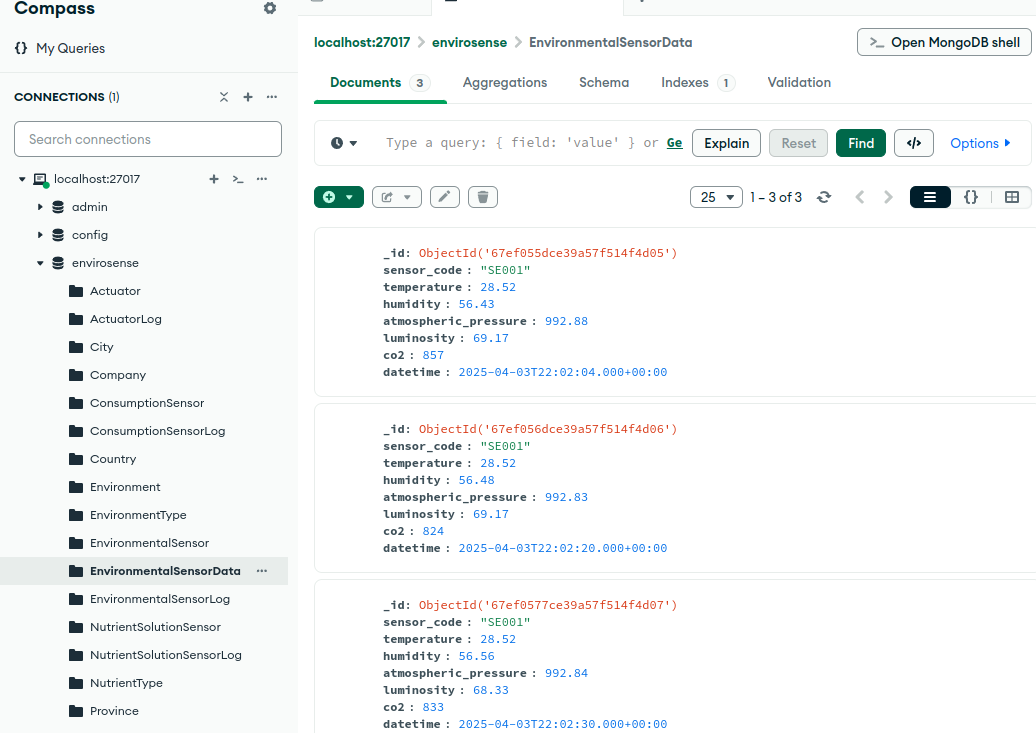 Compass
My Queries
CONNECTIONS (1)
Search connections
localhost:27017
admin
config
envirosense
Actuator
ActuatorLog
City
Company
ConsumptionSensor
ConsumptionSensorLog
Country
Environment
EnvironmentType
EnvironmentalSensor
EnvironmentalSensorData
EnvironmentalSensorLog
NutrientSolutionSensor
NutrientSolutionSensorLog
NutrientType
Province
localhost:27017 > envirosense > EnvironmentalSensorData
>_ Open MongoDB shell
Documents 3 Aggregations Schema Indexes 1 Validation
Type a query: { field: 'value' } or Ge Explain Reset Find </> Options
25 1 – 3 of 3 {}
_id: ObjectId('67ef055dce39a57f514f4d05')
sensor_code : "SE001"
temperature : 28.52
humidity : 56.43
atmospheric_pressure : 992.88
luminosity : 69.17
co2 : 857
datetime : 2025-04-03T22:02:04.000+00:00
_id: ObjectId('67ef056dce39a57f514f4d06')
sensor_code : "SE001"
temperature : 28.52
humidity : 56.48
atmospheric_pressure : 992.83
luminosity : 69.17
co2 : 824
datetime : 2025-04-03T22:02:20.000+00:00
_id: ObjectId('67ef0577ce39a57f514f4d07')
sensor_code : "SE001"
temperature : 28.52
humidity : 56.56
atmospheric_pressure : 992.84
luminosity : 68.33
co2 : 833
datetime : 2025-04-03T22:02:30.000+00:00